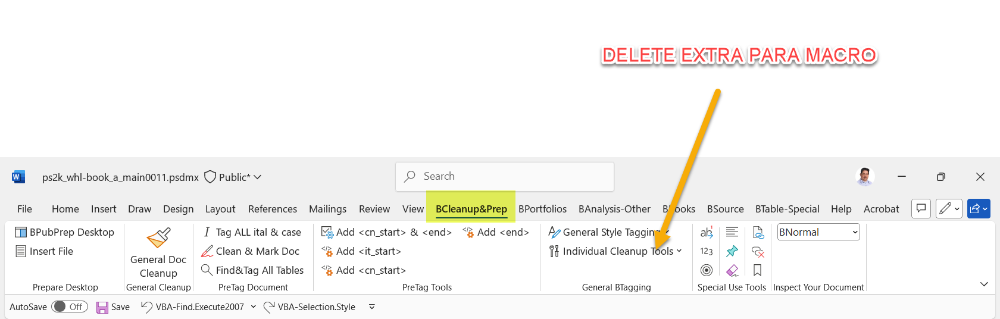 DELETE EXTRA PARA MACRO
ps2k_whl-book_a_main0011.psdmx Public* Search
File Home Insert Draw Design Layout References Mailings Review View BCleanup&Prep BPortfolios BAnalysis-Other BBooks BSource BTable-Special Help Acrobat
BPubPrep Desktop Tag ALL ital & case Add <cn_start> & <end> Add <end> General Style Tagging ab 1 BNormal
Insert File Clean & Mark Doc Add <it_start> Individual Cleanup Tools 123
General Doc
Cleanup
Find&Tag All Tables Add <cn_start>
Prepare Desktop General Cleanup PreTag Document PreTag Tools General BTagging Special Use Tools Inspect Your Document
AutoSave Off Save VBA-Find.Execute2007 VBA-Selection.Style